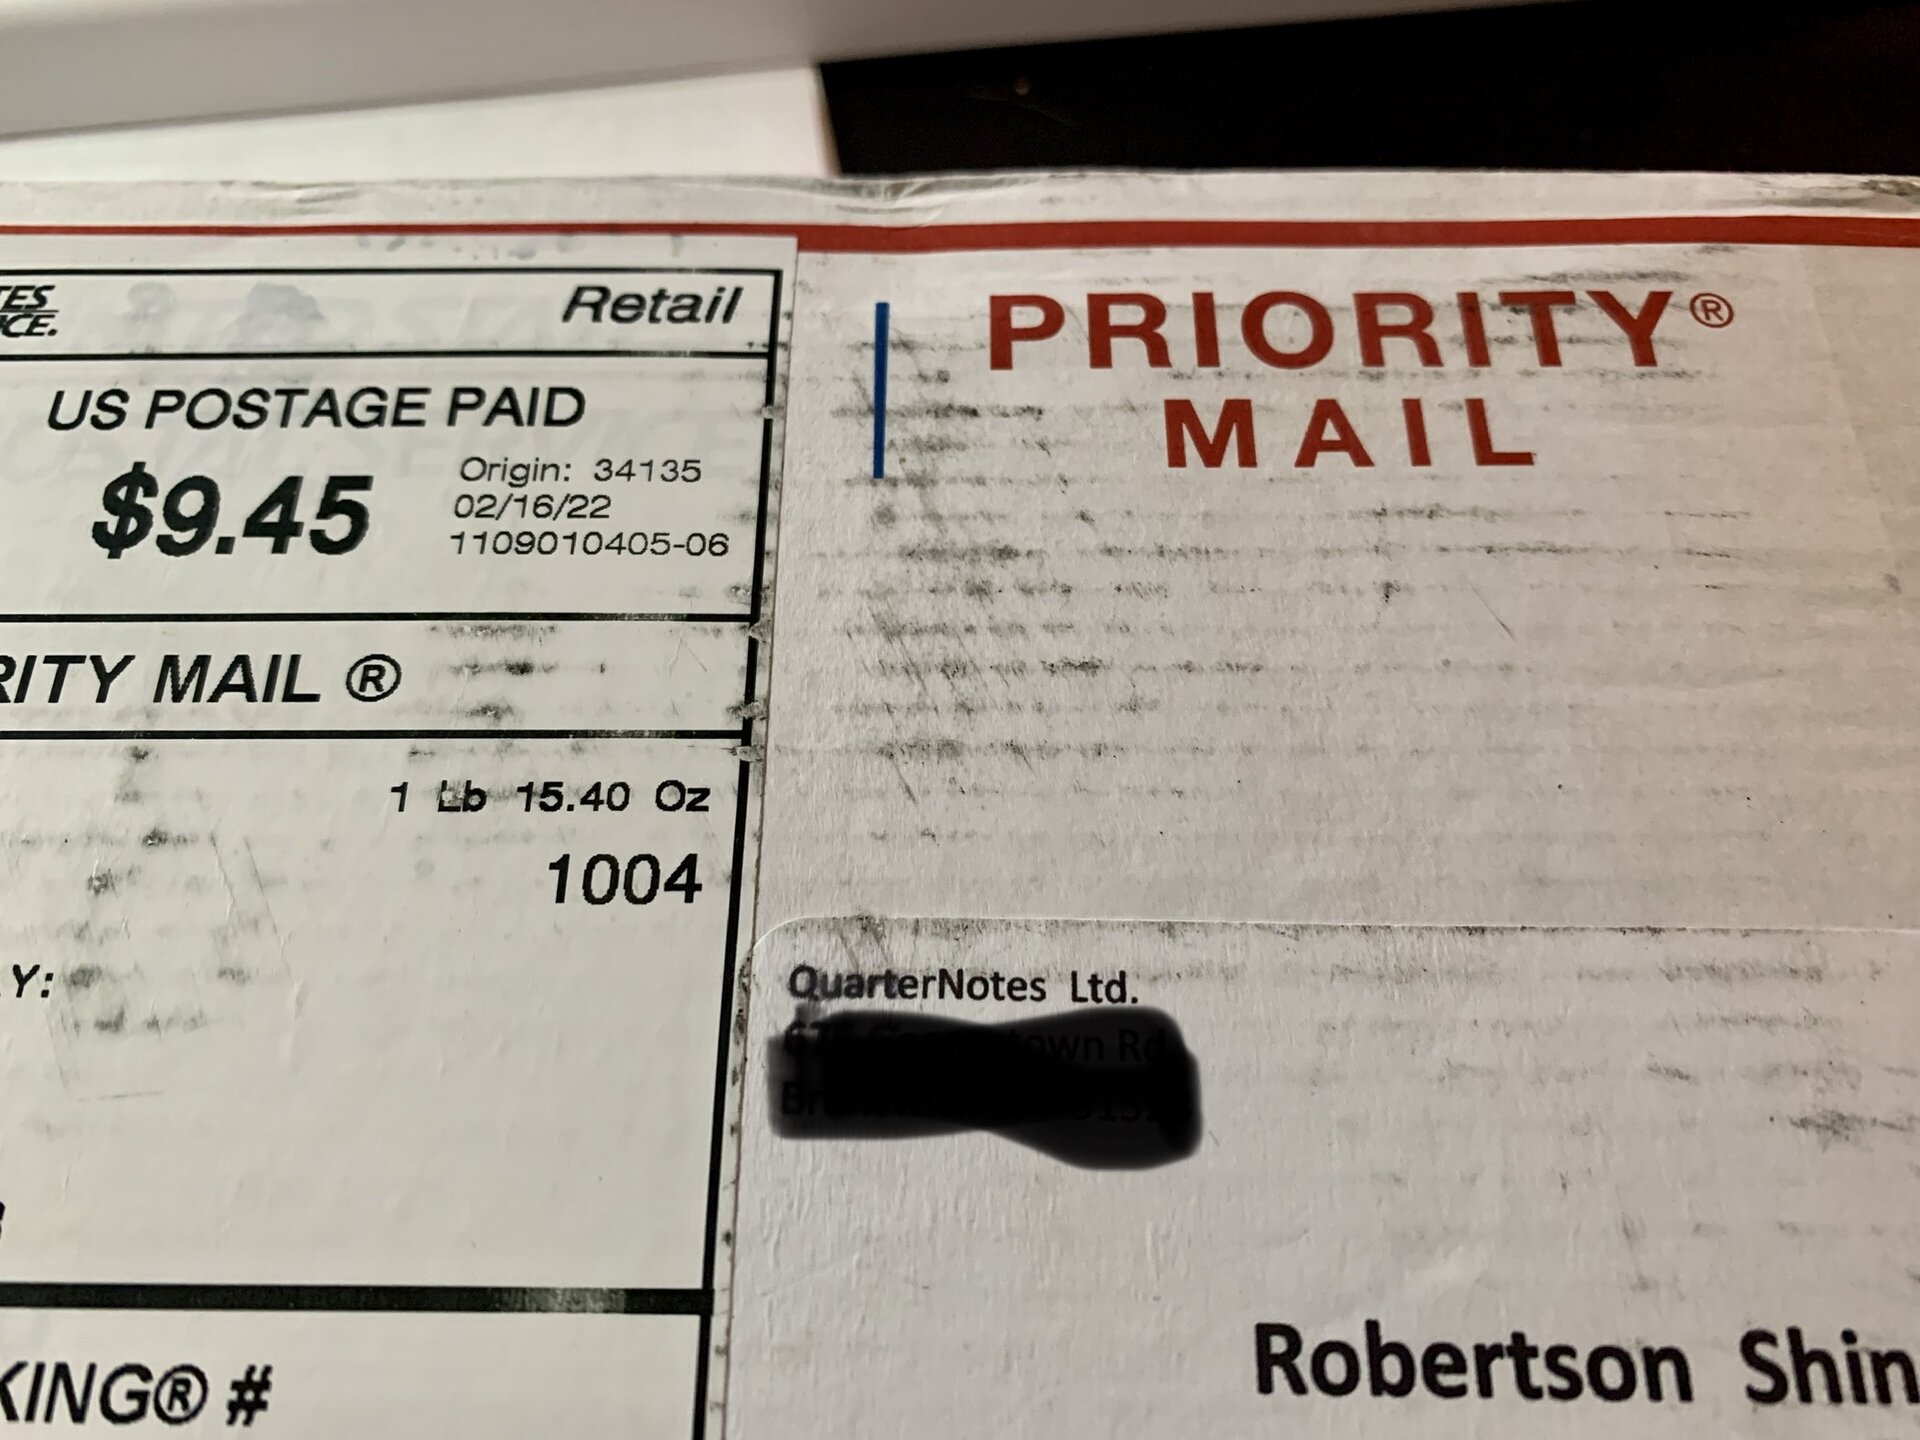 TES
ICE.
Retail
US POSTAGE PAID
$9.45
Origin: 34135
02/16/22
1109010405-06
RITY MAIL ®
1 Lb 15.40 Oz
1004
Y:
KING® #
PRIORITY®
MAIL
QuarterNotes Ltd.
Robertson Shin